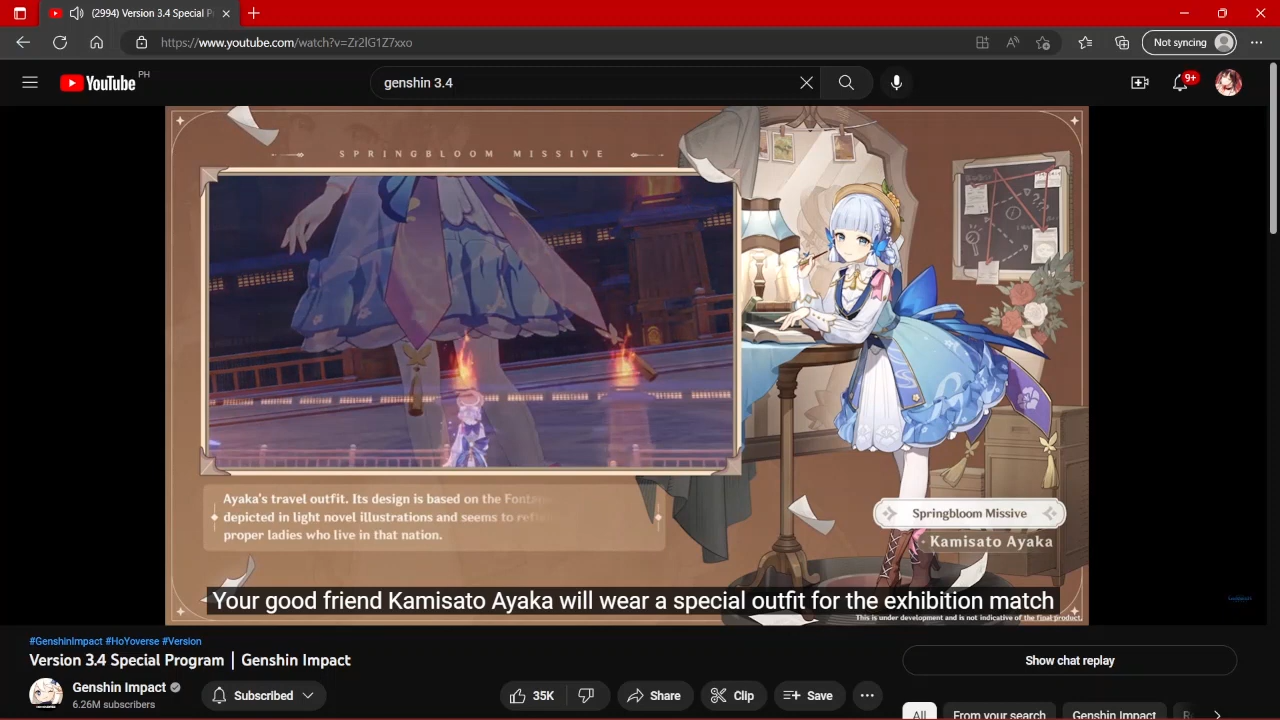 (2994) Version 3.4 Special P
https://www.youtube.com/watch?v=Zr2lG1Z7xxo
Not syncing
YouTube PH
genshin 3.4
9+
SPRINGBLOOM MISSIVE
Ayaka's travel outfit. Its design is based on the
depicted in light novel illustrations and seems to
proper ladies who live in that nation.
Springbloom Missive
Kamisato Ayaka
Your good friend Kamisato Ayaka will wear a special outfit for the exhibition match
This is under development and is not indicative of the final product.
#GenshinImpact #HoYoverse #Version
Version 3.4 Special Program | Genshin Impact
Show chat replay
Genshin Impact
6.26M subscribers
Subscribed
35K
Share
Clip
Save
All
From your search
Genshin Impact